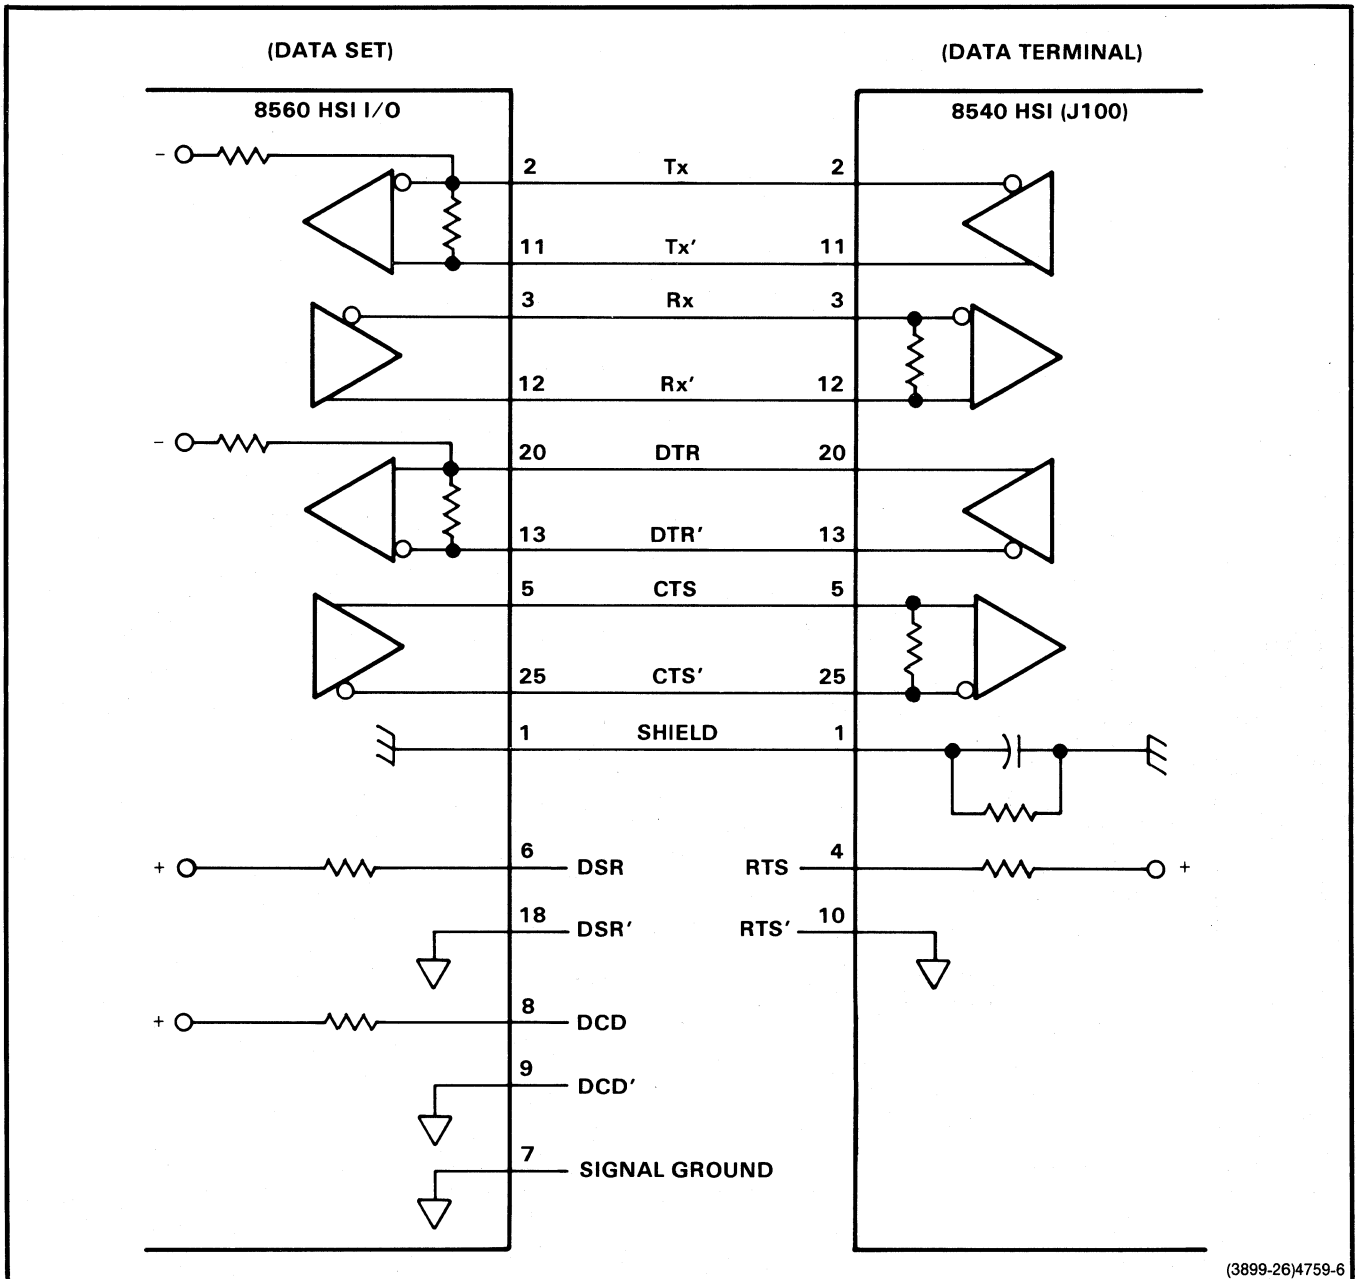 (DATA SET) (DATA TERMINAL)
8560 HSI I/O 8540 HSI (J100)
–
2 Tx 2
11 Tx′ 11
3 Rx 3
12 Rx′ 12
–
20 DTR 20
13 DTR′ 13
5 CTS 5
25 CTS′ 25
1 SHIELD 1
+ 6 DSR RTS 4 +
18 DSR′ RTS′ 10
+ 8 DCD
9 DCD′
7 SIGNAL GROUND
(3899-26)4759-6